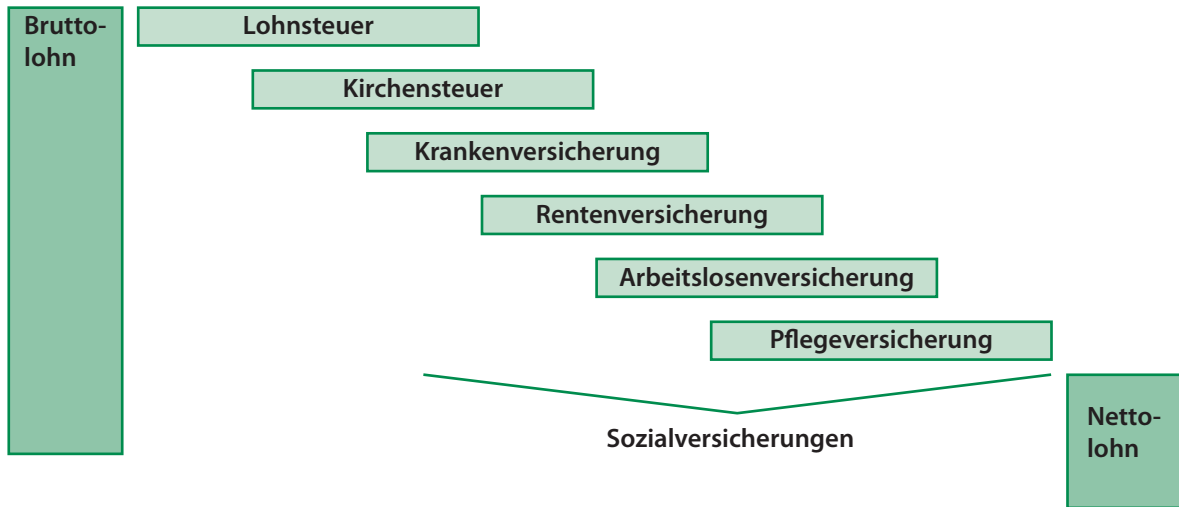 Brutto-
lohn
Lohnsteuer
Kirchensteuer
Krankenversicherung
Rentenversicherung
Arbeitslosenversicherung
Pflegeversicherung
Sozialversicherungen
Netto-
lohn